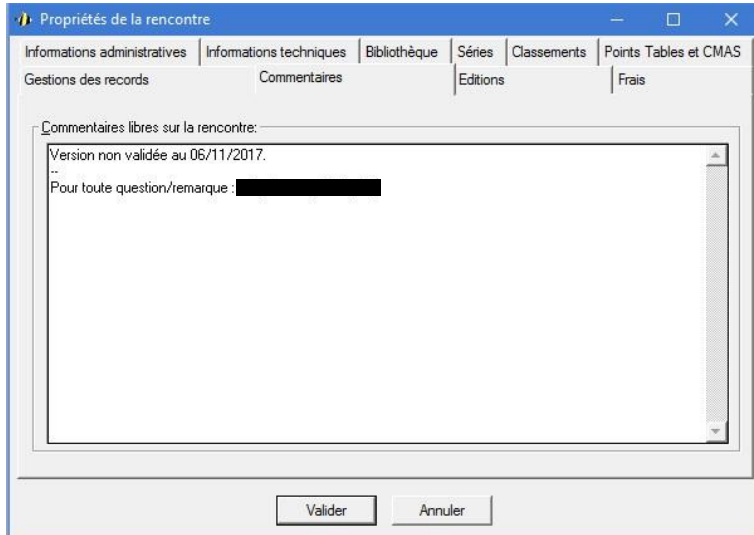 Propriétés de la rencontre
Informations administratives Informations techniques Bibliothèque Séries Classements Points Tables et CMAS
Gestions des records Commentaires Editions Frais
Commentaires libres sur la rencontre:
Version non validée au 06/11/2017.
--
Pour toute question/remarque :
Valider Annuler